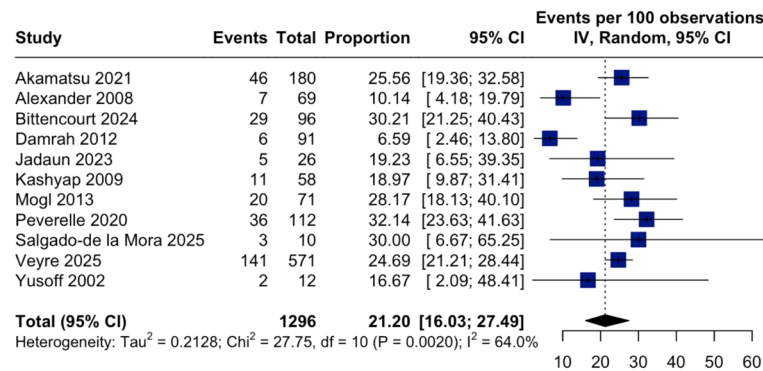 Events per 100 observations
Study Events Total Proportion 95% CI IV, Random, 95% CI
Akamatsu 2021 46 180 25.56 [19.36; 32.58]
Alexander 2008 7 69 10.14 [ 4.18; 19.79]
Bittencourt 2024 29 96 30.21 [21.25; 40.43]
Damrah 2012 6 91 6.59 [ 2.46; 13.80]
Jadaun 2023 5 26 19.23 [ 6.55; 39.35]
Kashyap 2009 11 58 18.97 [ 9.87; 31.41]
Mogl 2013 20 71 28.17 [18.13; 40.10]
Peverelle 2020 36 112 32.14 [23.63; 41.63]
Salgado-de la Mora 2025 3 10 30.00 [ 6.67; 65.25]
Veyre 2025 141 571 24.69 [21.21; 28.44]
Yusoff 2002 2 12 16.67 [ 2.09; 48.41]
Total (95% CI) 1296 21.20 [16.03; 27.49]
Heterogeneity: Tau² = 0.2128; Chi² = 27.75, df = 10 (P = 0.0020); I² = 64.0%
10 20 30 40 50 60